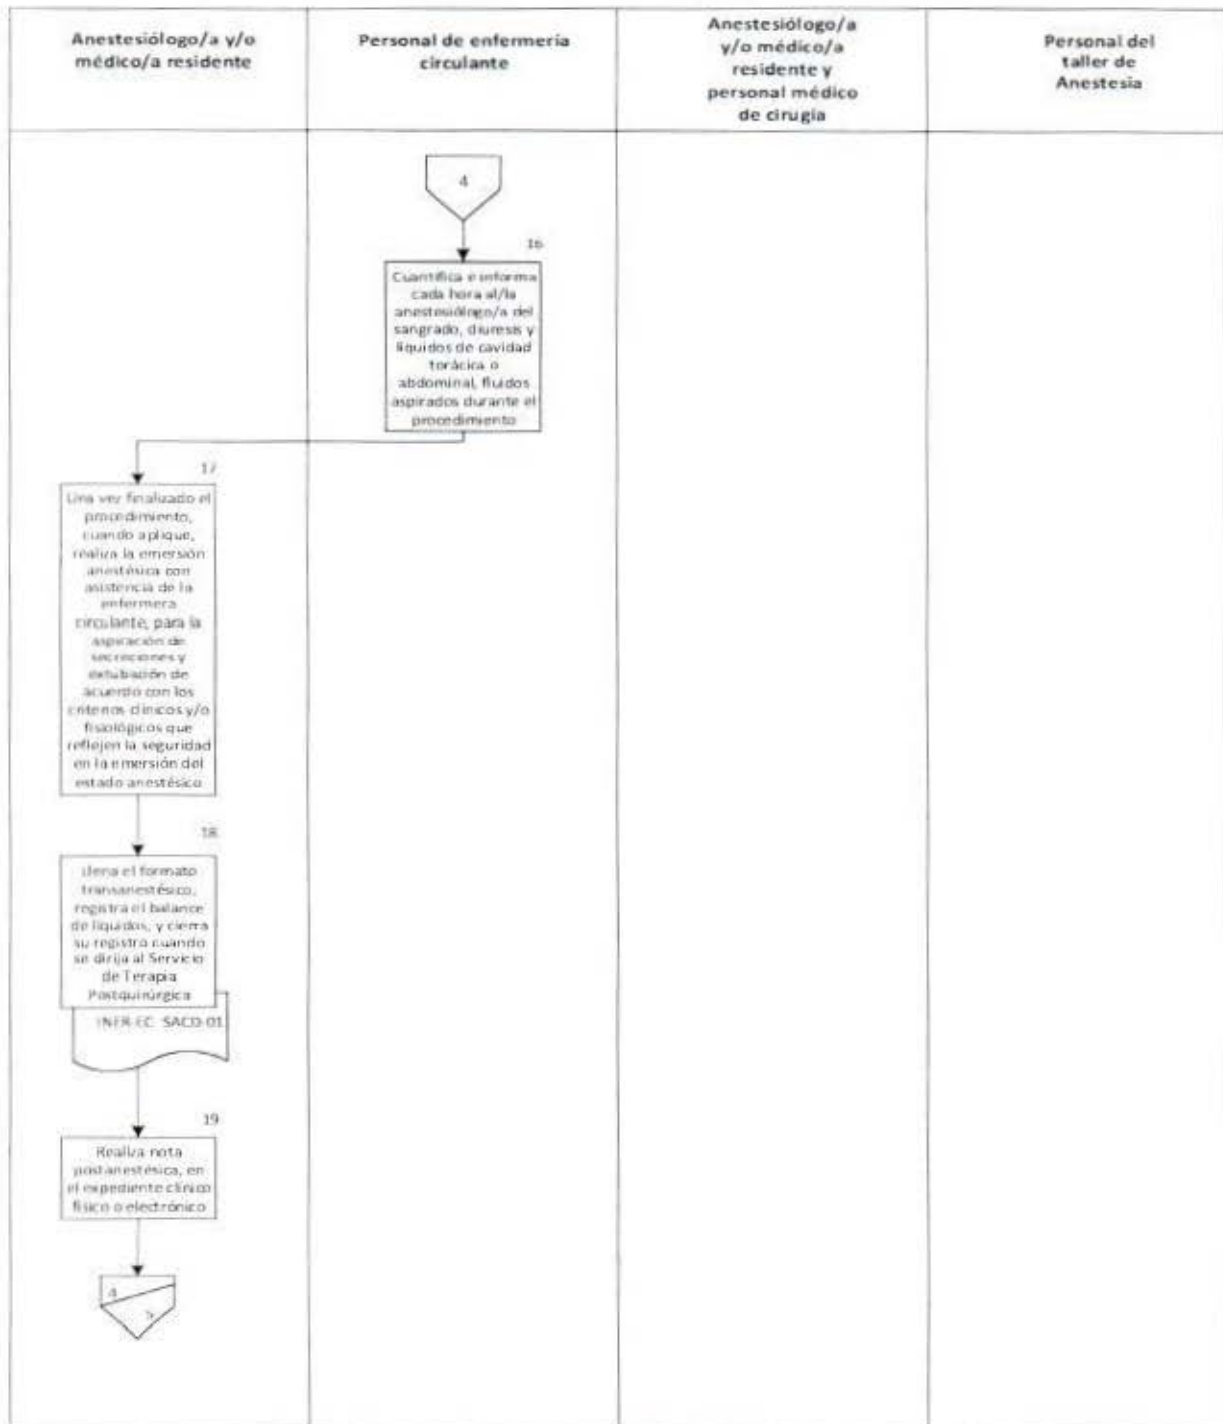 Anestesiólogo/a y/o
médico/a residente
Personal de enfermería
circulante
Anestesiólogo/a
y/o médico/a
residente y
personal médico
de cirugía
Personal del
taller de
Anestesia
4
16
Cuantifica e informa
cada hora al/la
anestesiólogo/a del
sangrado, diuresis y
líquidos de cavidad
torácica o
abdominal, fluidos
aspirados durante el
procedimiento
17
Una vez finalizado el
procedimiento,
cuando aplique,
realiza la emersión
anestésica con
asistencia de la
enfermera
circulante, para la
aspiración de
secreciones y
extubación de
acuerdo con los
criterios clínicos y/o
fisiológicos que
reflejen la seguridad
en la emersión del
estado anestésico
18
Llena el formato
transanestésico,
registra el balance
de líquidos, y cierra
su registro cuando
se dirija al Servicio
de Terapia
Postquirúrgica
INER-EC- SACD-01
19
Realiza nota
postanestésica, en
el expediente clínico
físico o electrónico
4
5